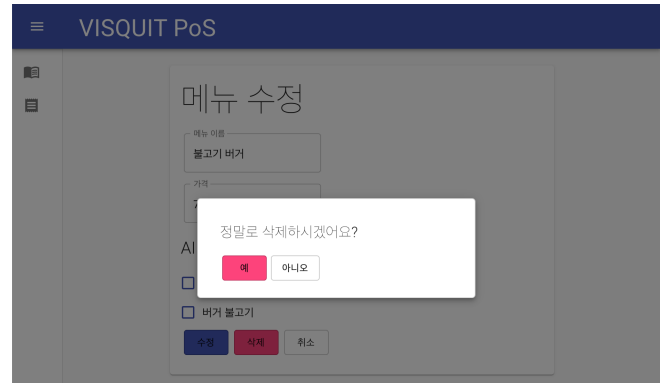 VISQUIT PoS
메뉴 수정
메뉴 이름
불고기 버거
가격
정말로 삭제하시겠어요?
예 아니오
버거 불고기
수정 삭제 취소